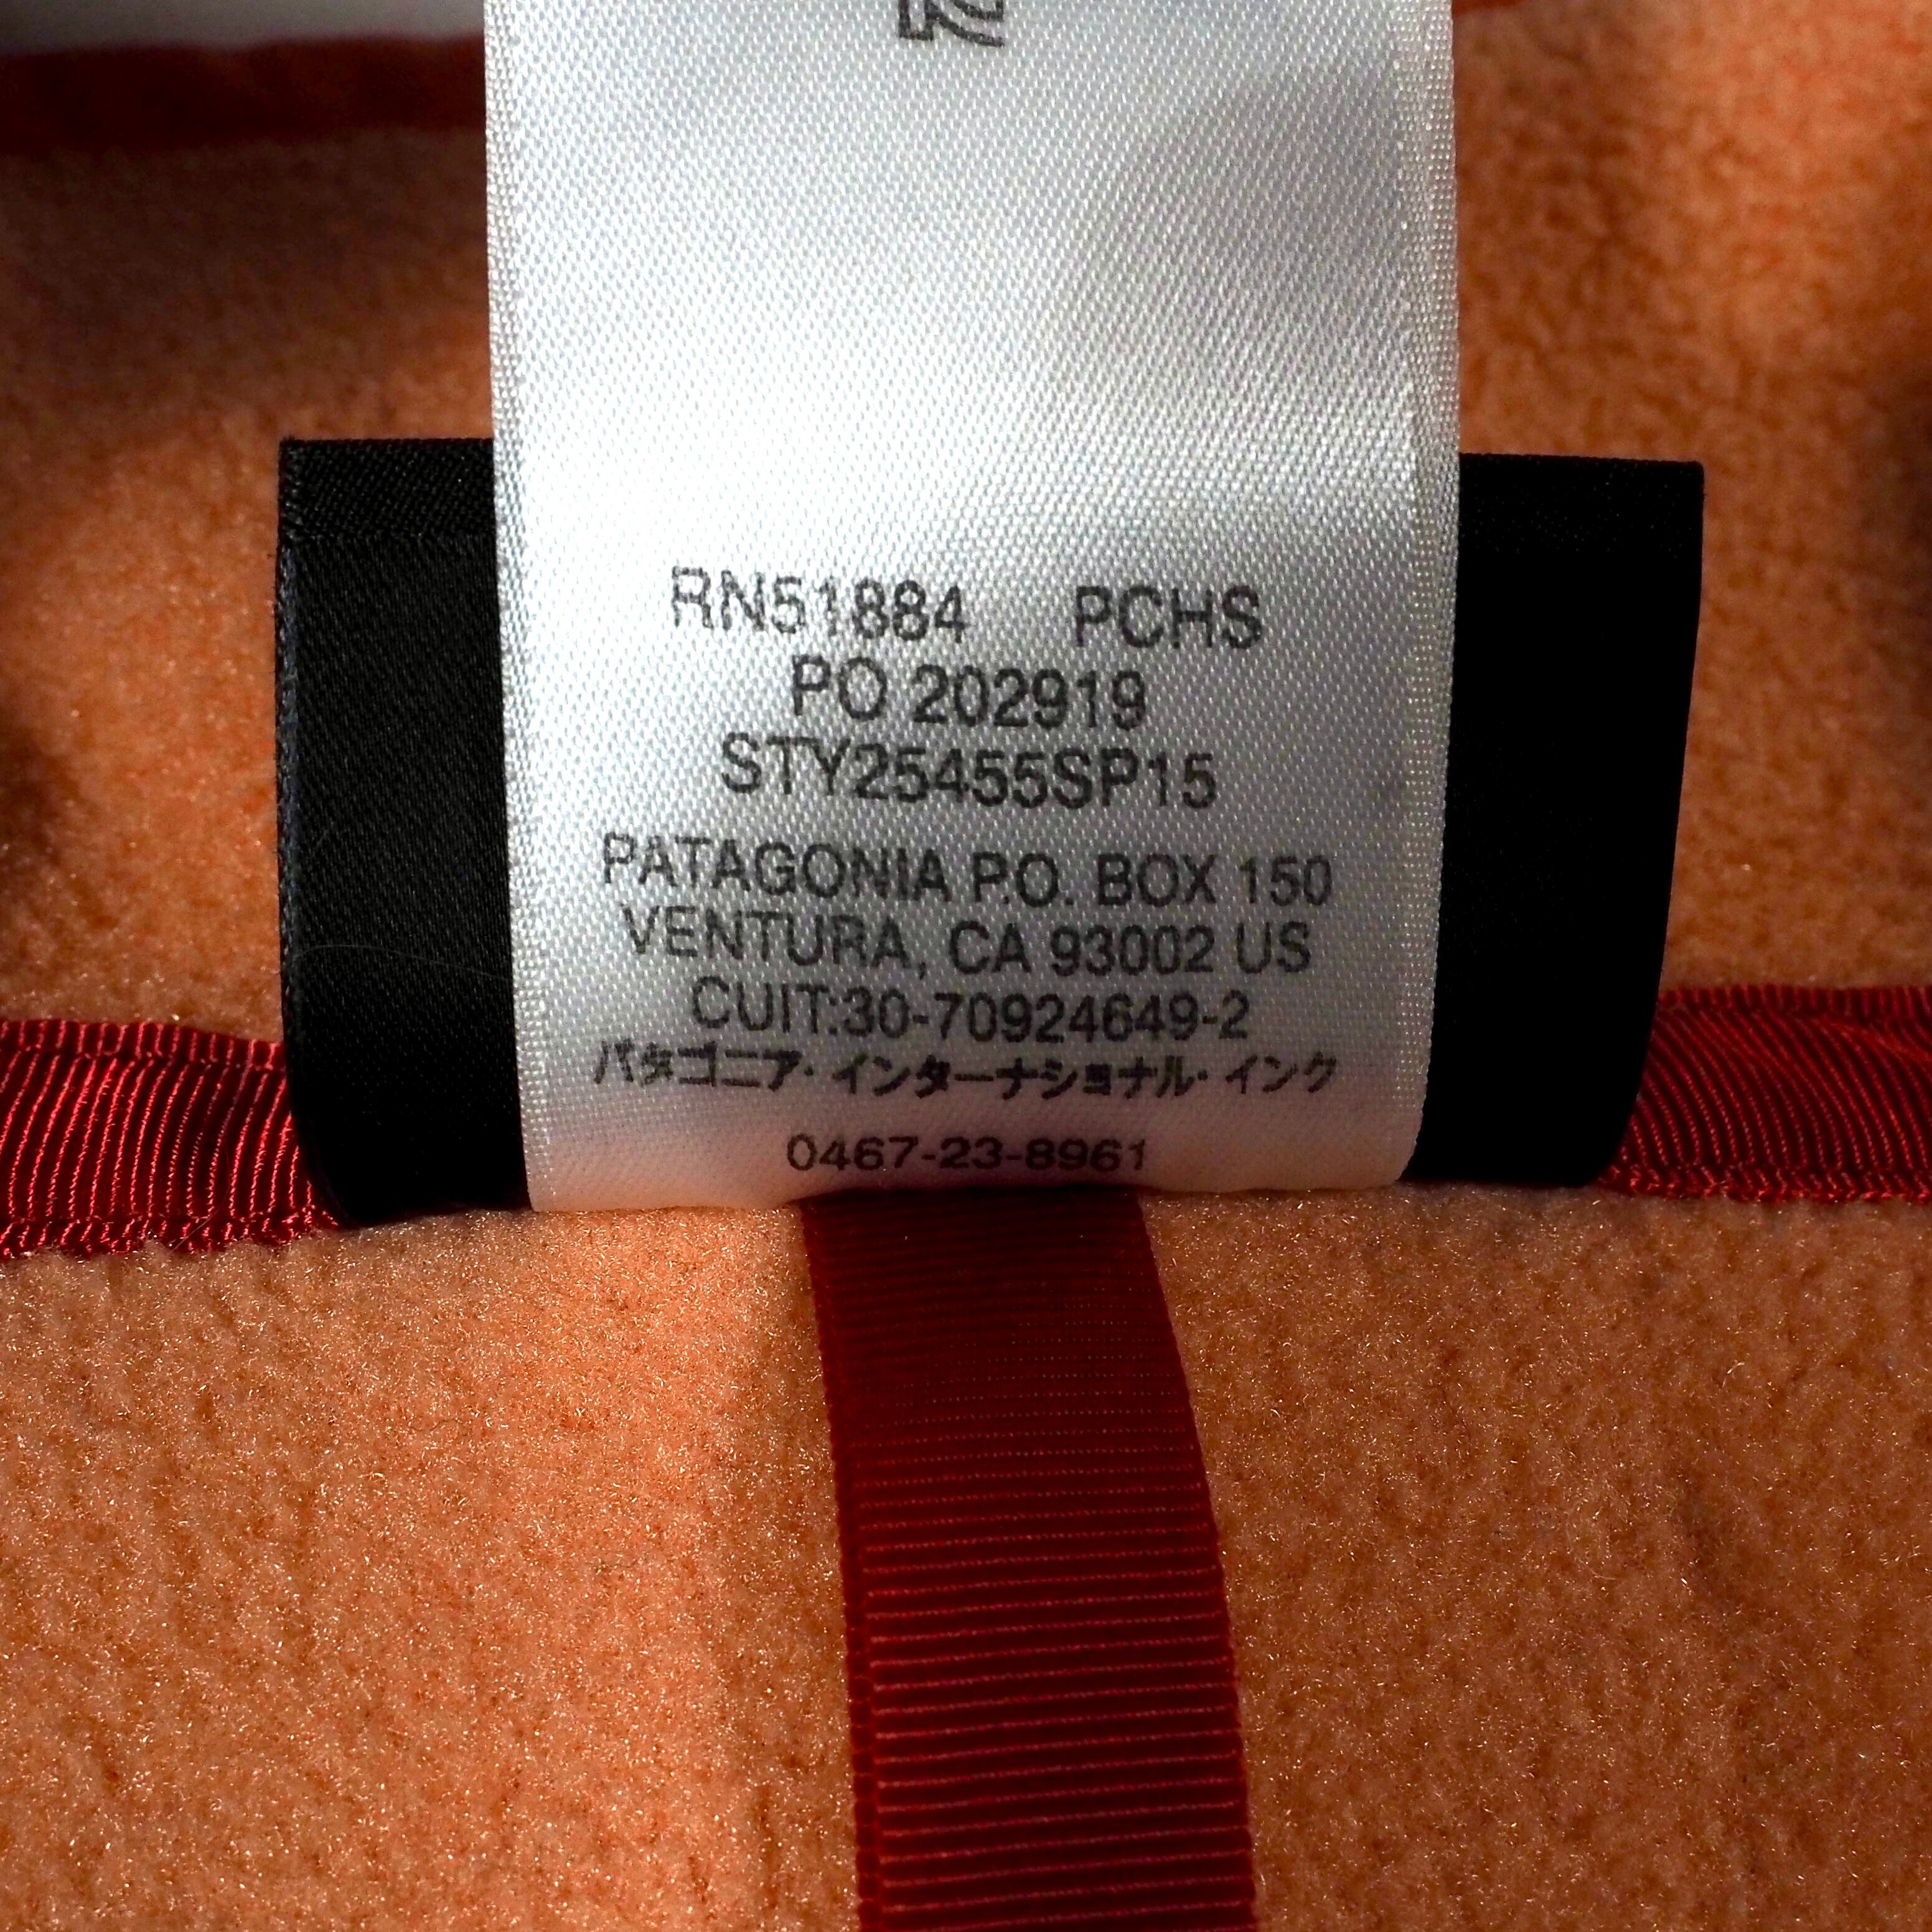 RN51884 PCHS
PO 202919
STY25455SP15
PATAGONIA P.O. BOX 150
VENTURA, CA 93002 US
CUIT:30-70924649-2
パタゴニア・インターナショナル・インク
0467-23-8961